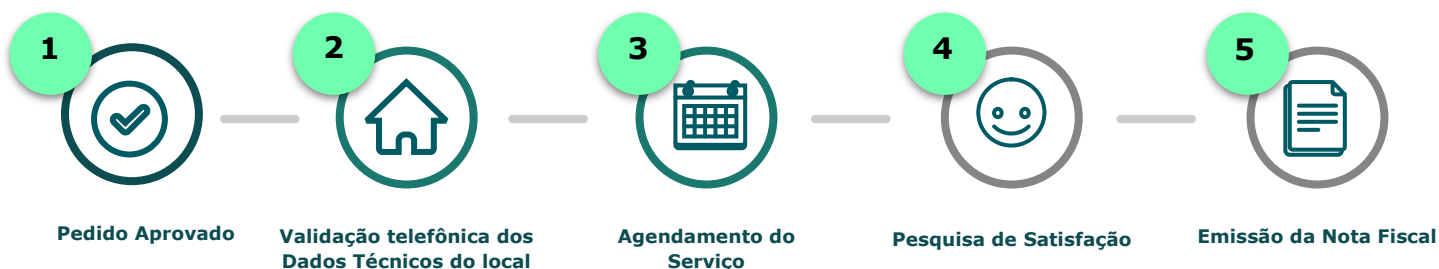 1
2
3
4
5
Pedido Aprovado
Validação telefônica dos
Dados Técnicos do local
Agendamento do
Serviço
Pesquisa de Satisfação
Emissão da Nota Fiscal